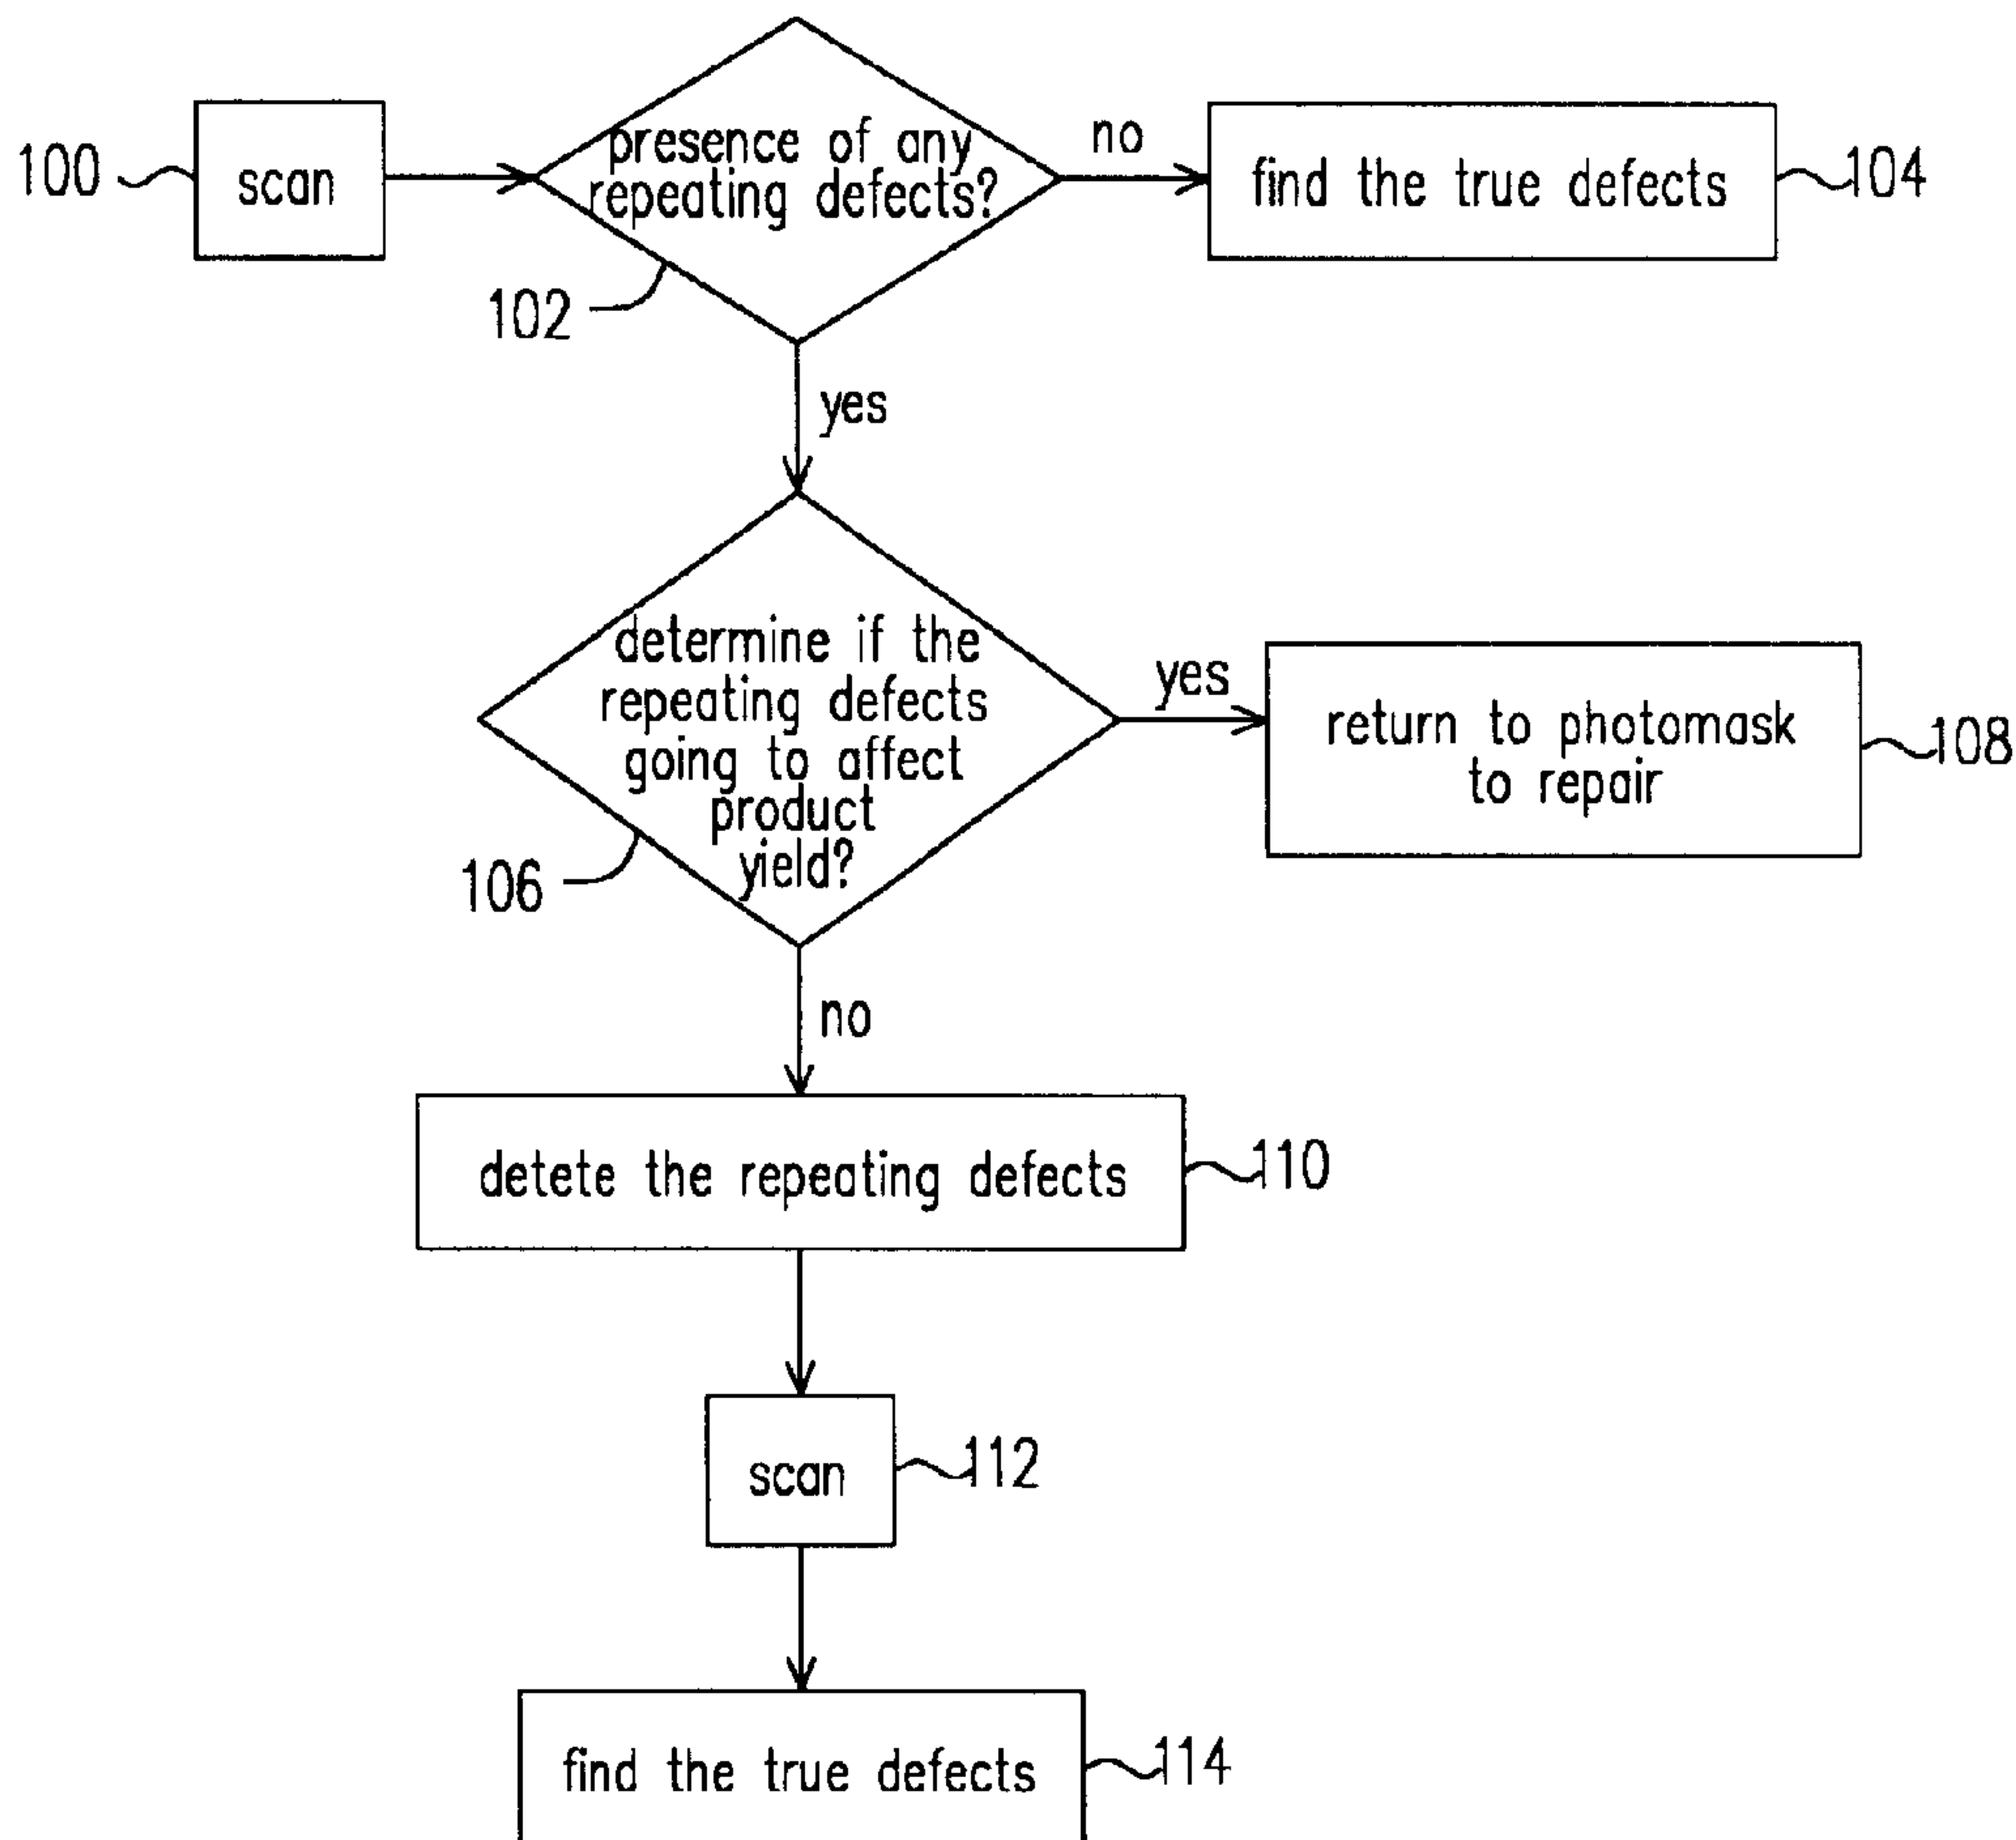 100
scan
presence of any
repeating defects?
102
no
find the true defects
104
yes
determine if the
repeating defects
going to affect
product
yield?
106
yes
return to photomask
to repair
108
no
detete the repeating defects
110
scan
112
find the true defects
114